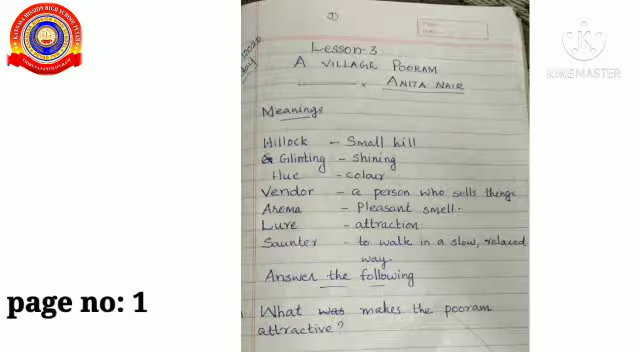 ①
Lesson-3
A VILLAGE POORAM
x ANITA NAIR
Meanings
Hillock - Small hill
Glinting - shining
Hue - colour
Vendor - a person who sells things
Aroma - Pleasant smell.
Lure - attraction
Saunter - to walk in a slow, relaxed
way
Answer the following
What was makes the pooram
attractive?
page no: 1
KINEMASTER